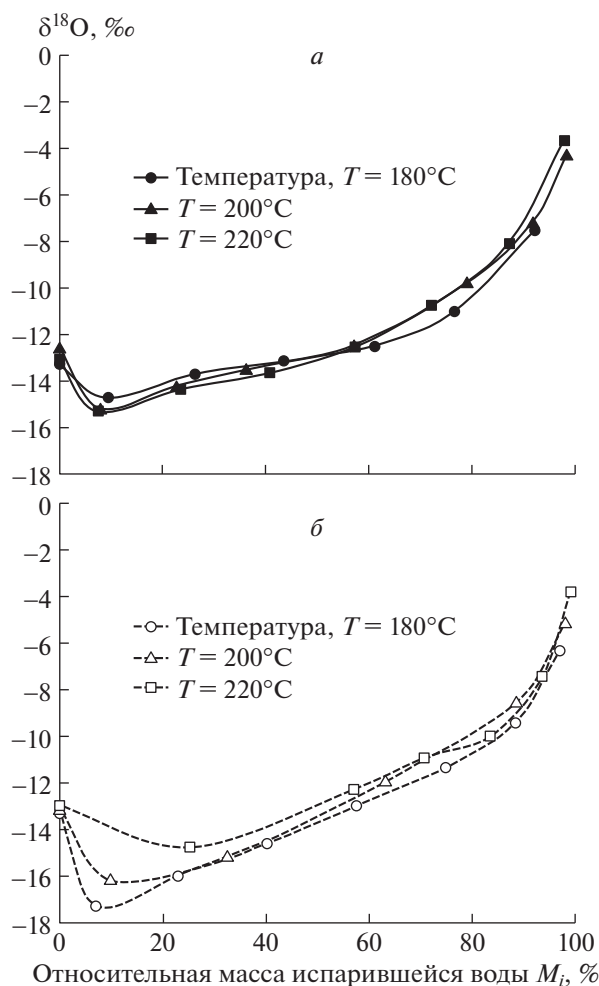 δ¹⁸O, ‰
а
0
−2
−4
−6
−8
−10
−12
−14
−16
−18
Температура, T = 180°C
T = 200°C
T = 220°C
б
0
−2
−4
−6
−8
−10
−12
−14
−16
−18
Температура, T = 180°C
T = 200°C
T = 220°C
0 20 40 60 80 100
Относительная масса испарившейся воды Mᵢ, %